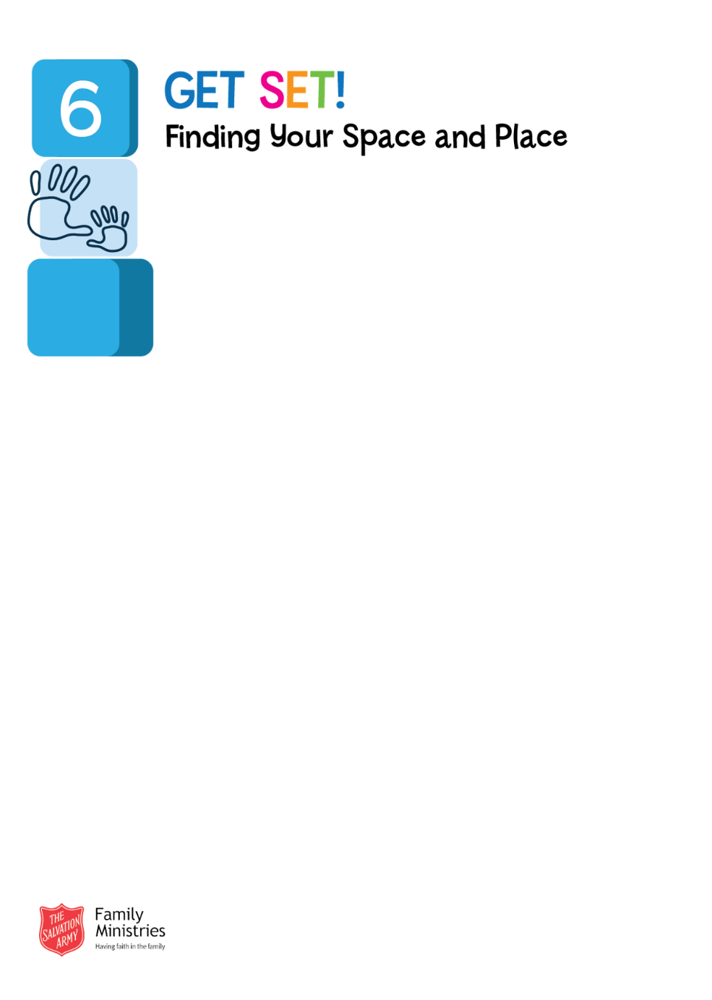 6
GET SET!
Finding Your Space and Place
THE
SALVATION
ARMY
Family
Ministries
Having faith in the family